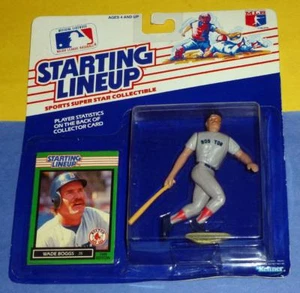 AGES 4 AND UP
STARTING
LINEUP
SPORTS SUPER STAR COLLECTIBLE
PLAYER STATISTICS
ON THE BACK OF
COLLECTOR CARD
STARTING
LINEUP
BOSTON
WADE BOGGS
Kenner